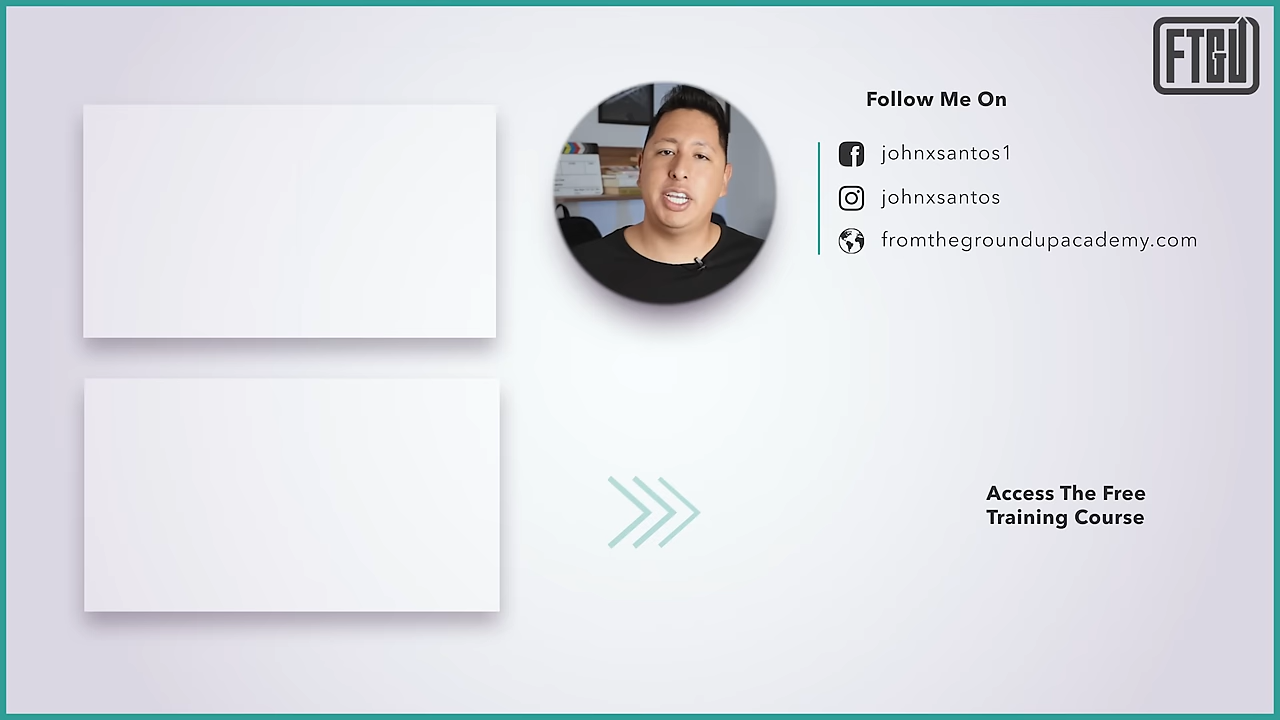 FTGU
Follow Me On
johnxsantos1
johnxsantos
fromthegroundupacademy.com
Access The Free
Training Course